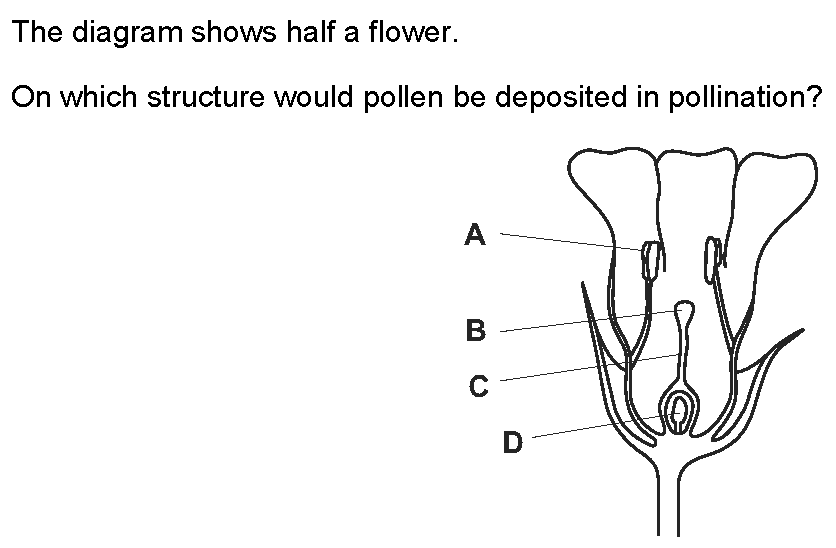 The diagram shows half a flower.
On which structure would pollen be deposited in pollination?
A
B
C
D